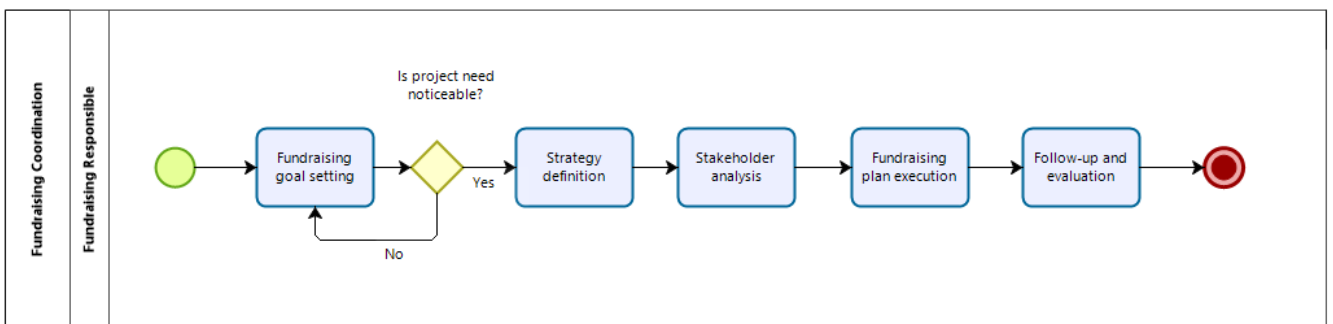 Fundraising Coordination
Fundraising Responsible
Is project need
noticeable?
Fundraising
goal setting
Yes
No
Strategy
definition
Stakeholder
analysis
Fundraising
plan execution
Follow-up and
evaluation